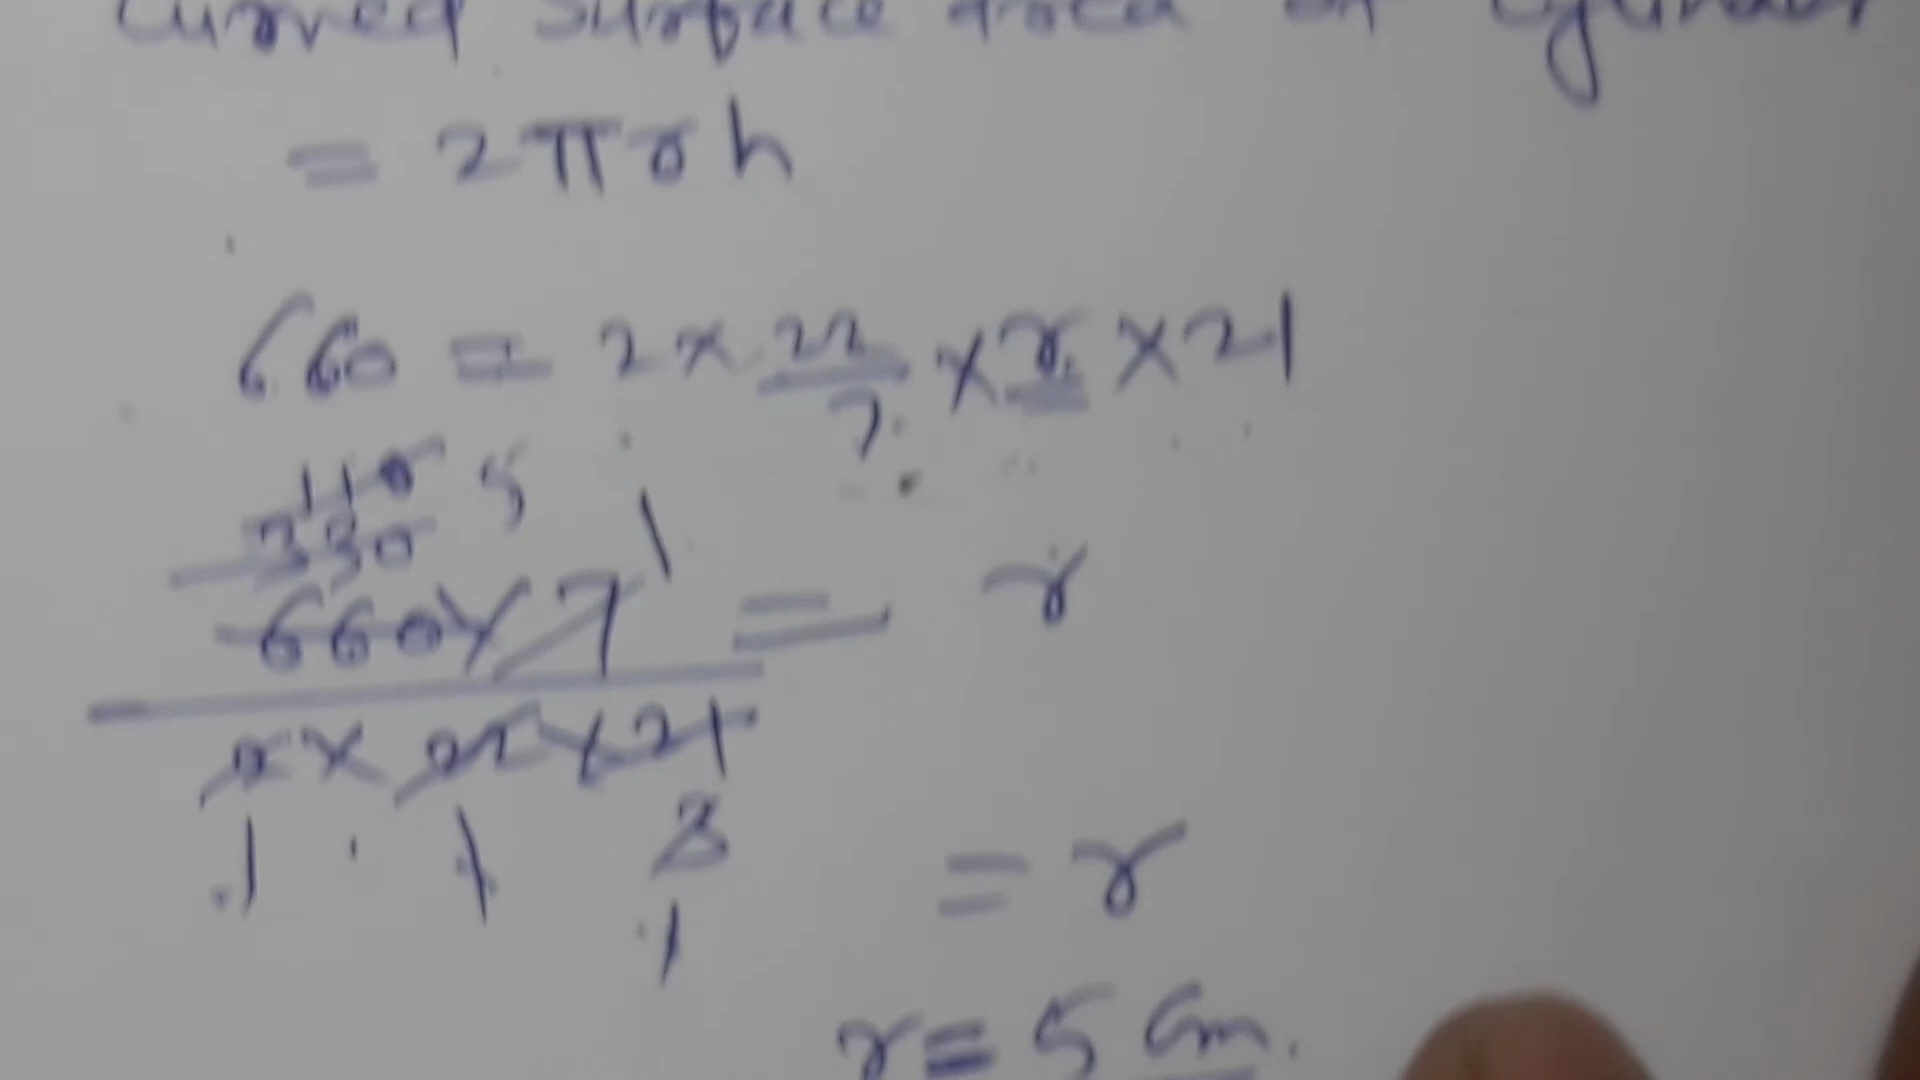 Curved Surface Area of Cylinder
= 2πrh
660 = 2 × 22/7 × r × 21
110 5
330 1
660 × 7 = r
2 × 22 × 21
1 1 3
= r
1
r = 5 cm.